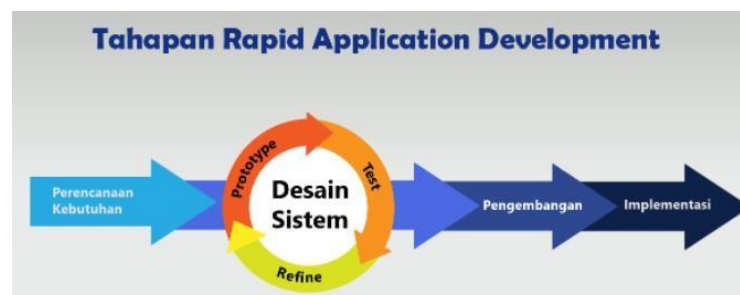 Tahapan Rapid Application Development
Perencanaan
Kebutuhan
Prototype
Test
Refine
Desain
Sistem
Pengembangan
Implementasi